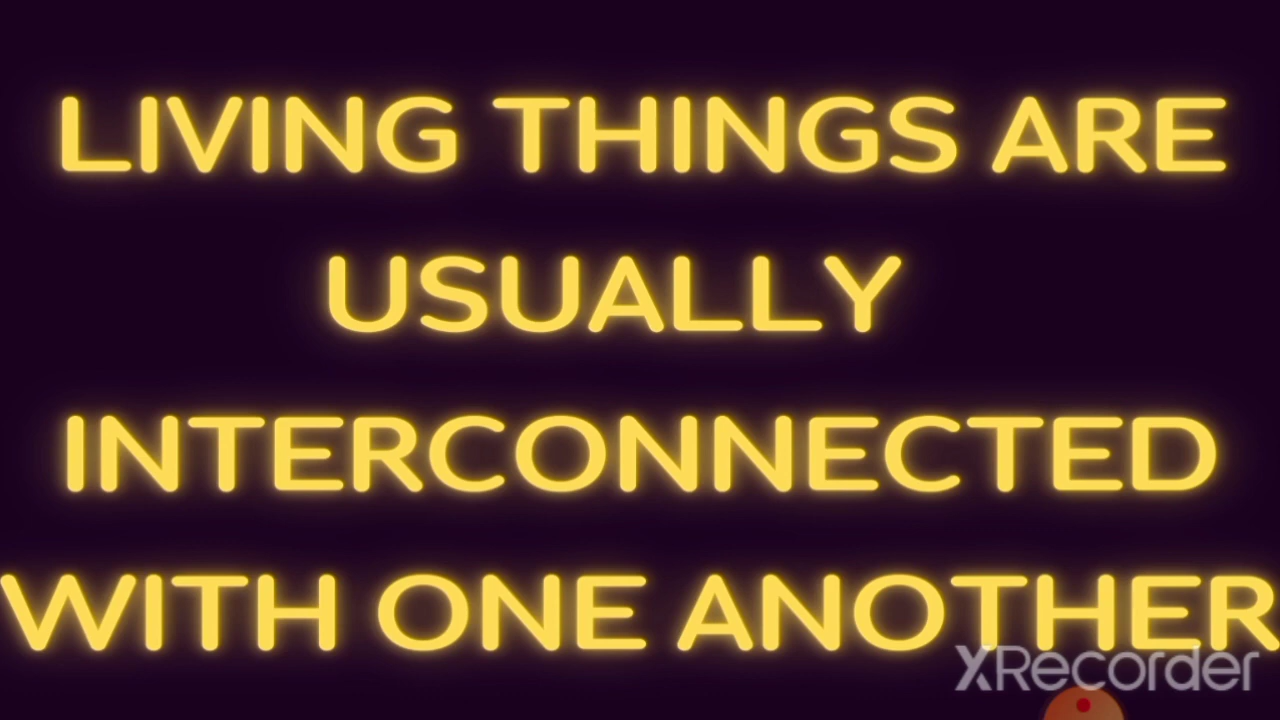 LIVING THINGS ARE
USUALLY
INTERCONNECTED
WITH ONE ANOTHER
XRecorder